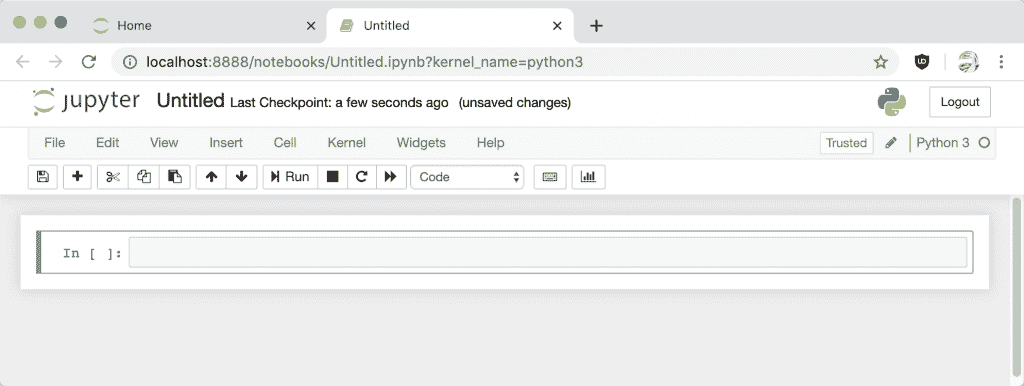 Home
Untitled
localhost:8888/notebooks/Untitled.ipynb?kernel_name=python3
jupyter Untitled Last Checkpoint: a few seconds ago (unsaved changes) Logout
File Edit View Insert Cell Kernel Widgets Help Trusted Python 3
Run Code
In [ ]: